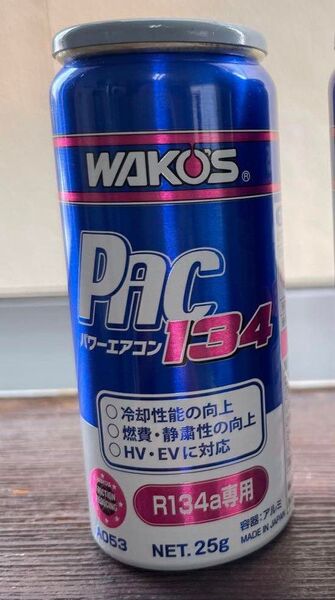 WAKO'S®
PAC
パワーエアコン 134
○冷却性能の向上
○燃費・静粛性の向上
○HV・EVに対応
R134a専用
容器:アルミ
A053 NET.25g MADE IN JAPAN